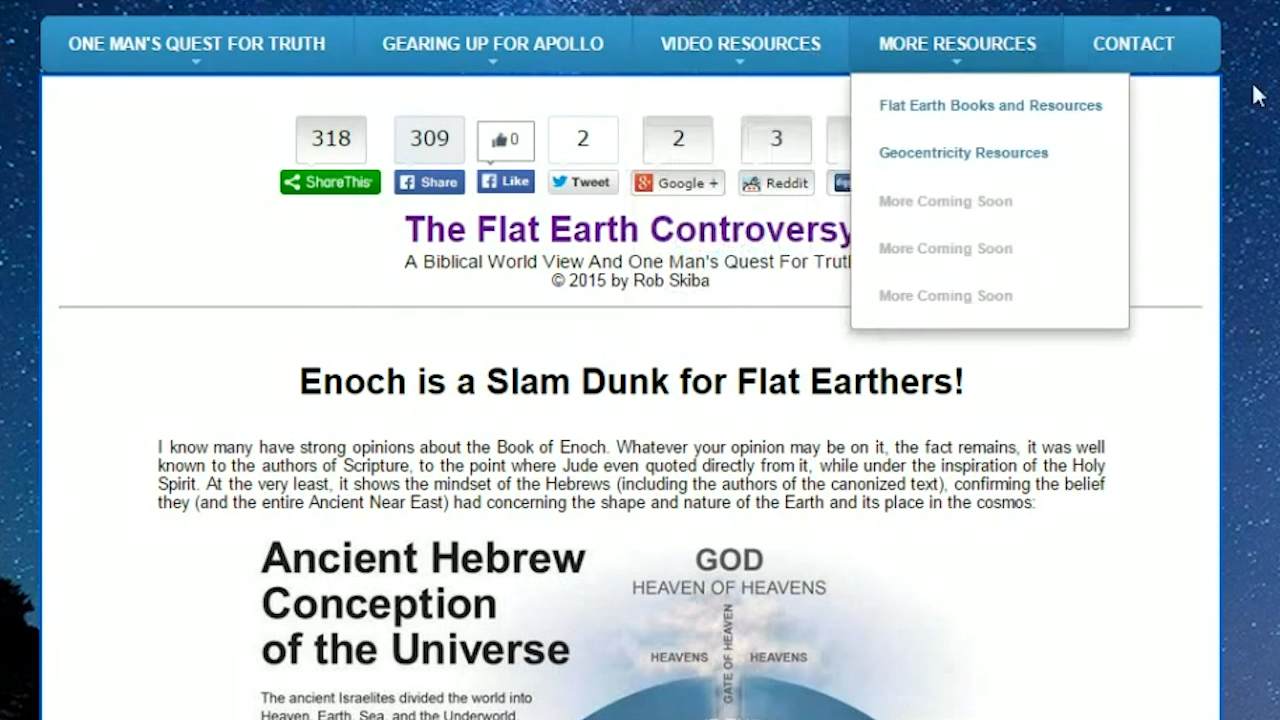 ONE MAN'S QUEST FOR TRUTH
GEARING UP FOR APOLLO
VIDEO RESOURCES
MORE RESOURCES
CONTACT
Flat Earth Books and Resources
Geocentricity Resources
More Coming Soon
More Coming Soon
More Coming Soon
318
309
0
2
2
3
ShareThis
Share
Like
Tweet
Google +
Reddit
The Flat Earth Controversy
A Biblical World View And One Man's Quest For Truth
© 2015 by Rob Skiba
Enoch is a Slam Dunk for Flat Earthers!
I know many have strong opinions about the Book of Enoch. Whatever your opinion may be on it, the fact remains, it was well
known to the authors of Scripture, to the point where Jude even quoted directly from it, while under the inspiration of the Holy
Spirit. At the very least, it shows the mindset of the Hebrews (including the authors of the canonized text), confirming the belief
they (and the entire Ancient Near East) had concerning the shape and nature of the Earth and its place in the cosmos:
Ancient Hebrew
Conception
of the Universe
The ancient Israelites divided the world into
Heaven, Earth, Sea, and the Underworld
GOD
HEAVEN OF HEAVENS
GATE OF HEAVEN
HEAVENS
HEAVENS